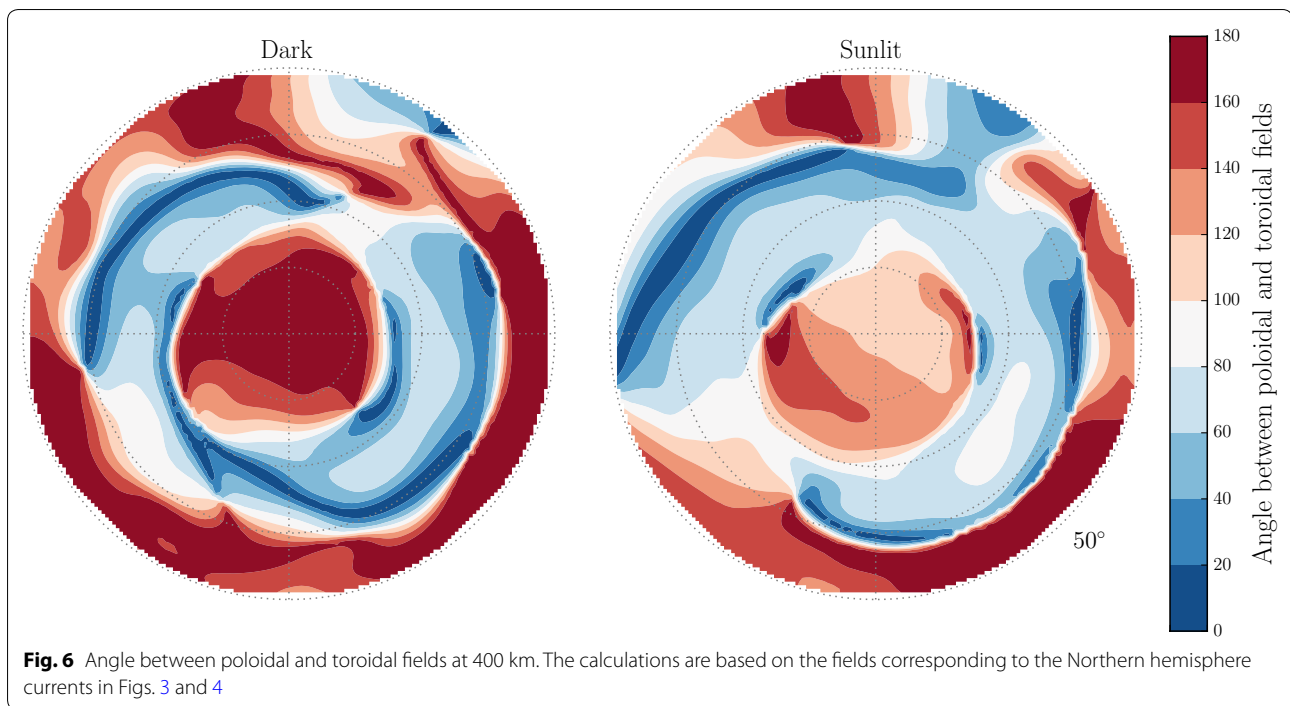 Dark
Sunlit
180
160
140
120
100
80
60
40
20
0
Angle between poloidal and toroidal fields
50°
Fig. 6 Angle between poloidal and toroidal fields at 400 km. The calculations are based on the fields corresponding to the Northern hemisphere
currents in Figs. 3 and 4